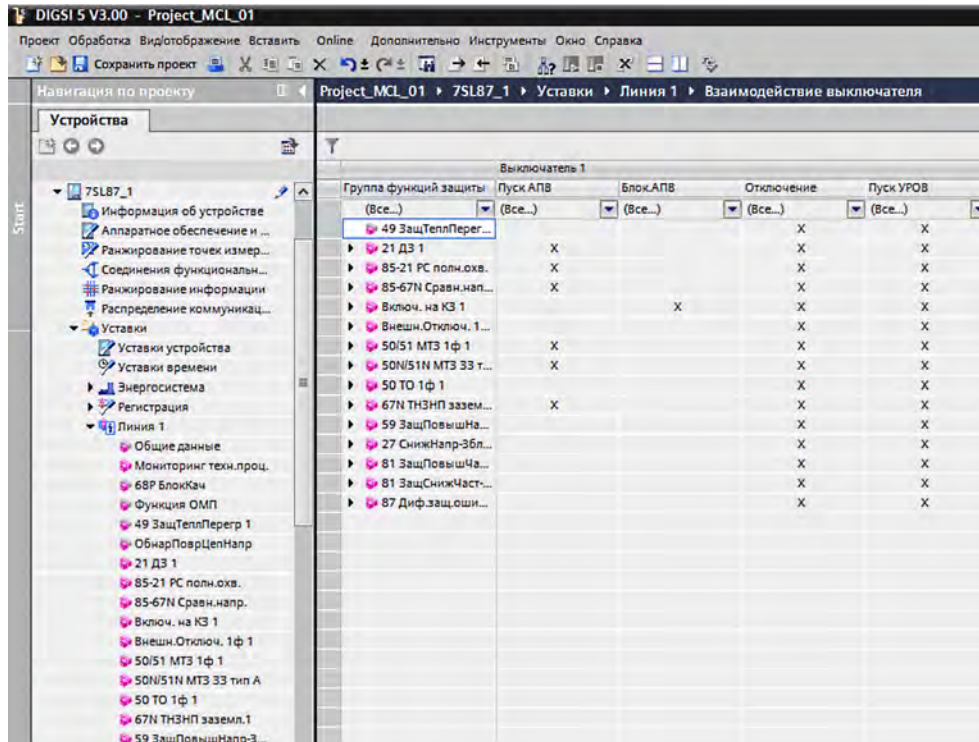 DIGSI 5 V3.00 - Project_MCL_01
Проект Обработка Вид/отображение Вставить Online Дополнительно Инструменты Окно Справка
Сохранить проект
Навигация по проекту
Project_MCL_01 ▸ 7SL87_1 ▸ Уставки ▸ Линия 1 ▸ Взаимодействие выключателя
Устройства
Start
7SL87_1
Информация об устройстве
Аппаратное обеспечение и ...
Ранжирование точек измер...
Соединения функциональн...
Ранжирование информации
Распределение коммуникац...
Уставки
Уставки устройства
Уставки времени
Энергосистема
Регистрация
Линия 1
Общие данные
Мониторинг техн.проц.
68P БлокКач
Функция ОМП
49 ЗащТеплПерегр 1
ОбнарПоврЦепНапр
21 ДЗ 1
85-21 РС полн.охв.
85-67N Сравн.напр.
Включ. на КЗ 1
Внешн.Отключ. 1ф 1
50/51 МТЗ 1ф 1
50N/51N МТЗ ЗЗ тип А
50 ТО 1ф 1
67N ТНЗНП заземл.1
59 ЗащПовышНапр-3...
Выключатель 1
Группа функций защиты Пуск АПВ Блок.АПВ Отключение Пуск УРОВ
(Все...) (Все...) (Все...) (Все...) (Все...)
49 ЗащТеплПерег... X X
21 ДЗ 1 X X X
85-21 РС полн.охв. X X X
85-67N Сравн.нап... X X X
Включ. на КЗ 1 X X X
Внешн.Отключ. 1... X X
50/51 МТЗ 1ф 1 X X X
50N/51N МТЗ ЗЗ т... X X X
50 ТО 1ф 1 X X
67N ТНЗНП зазем... X X X
59 ЗащПовышНа... X X
27 СнижНапр-3бл... X X
81 ЗащПовышЧа... X X
81 ЗащСнижЧаст-... X X
87 Диф.защ.оши... X X